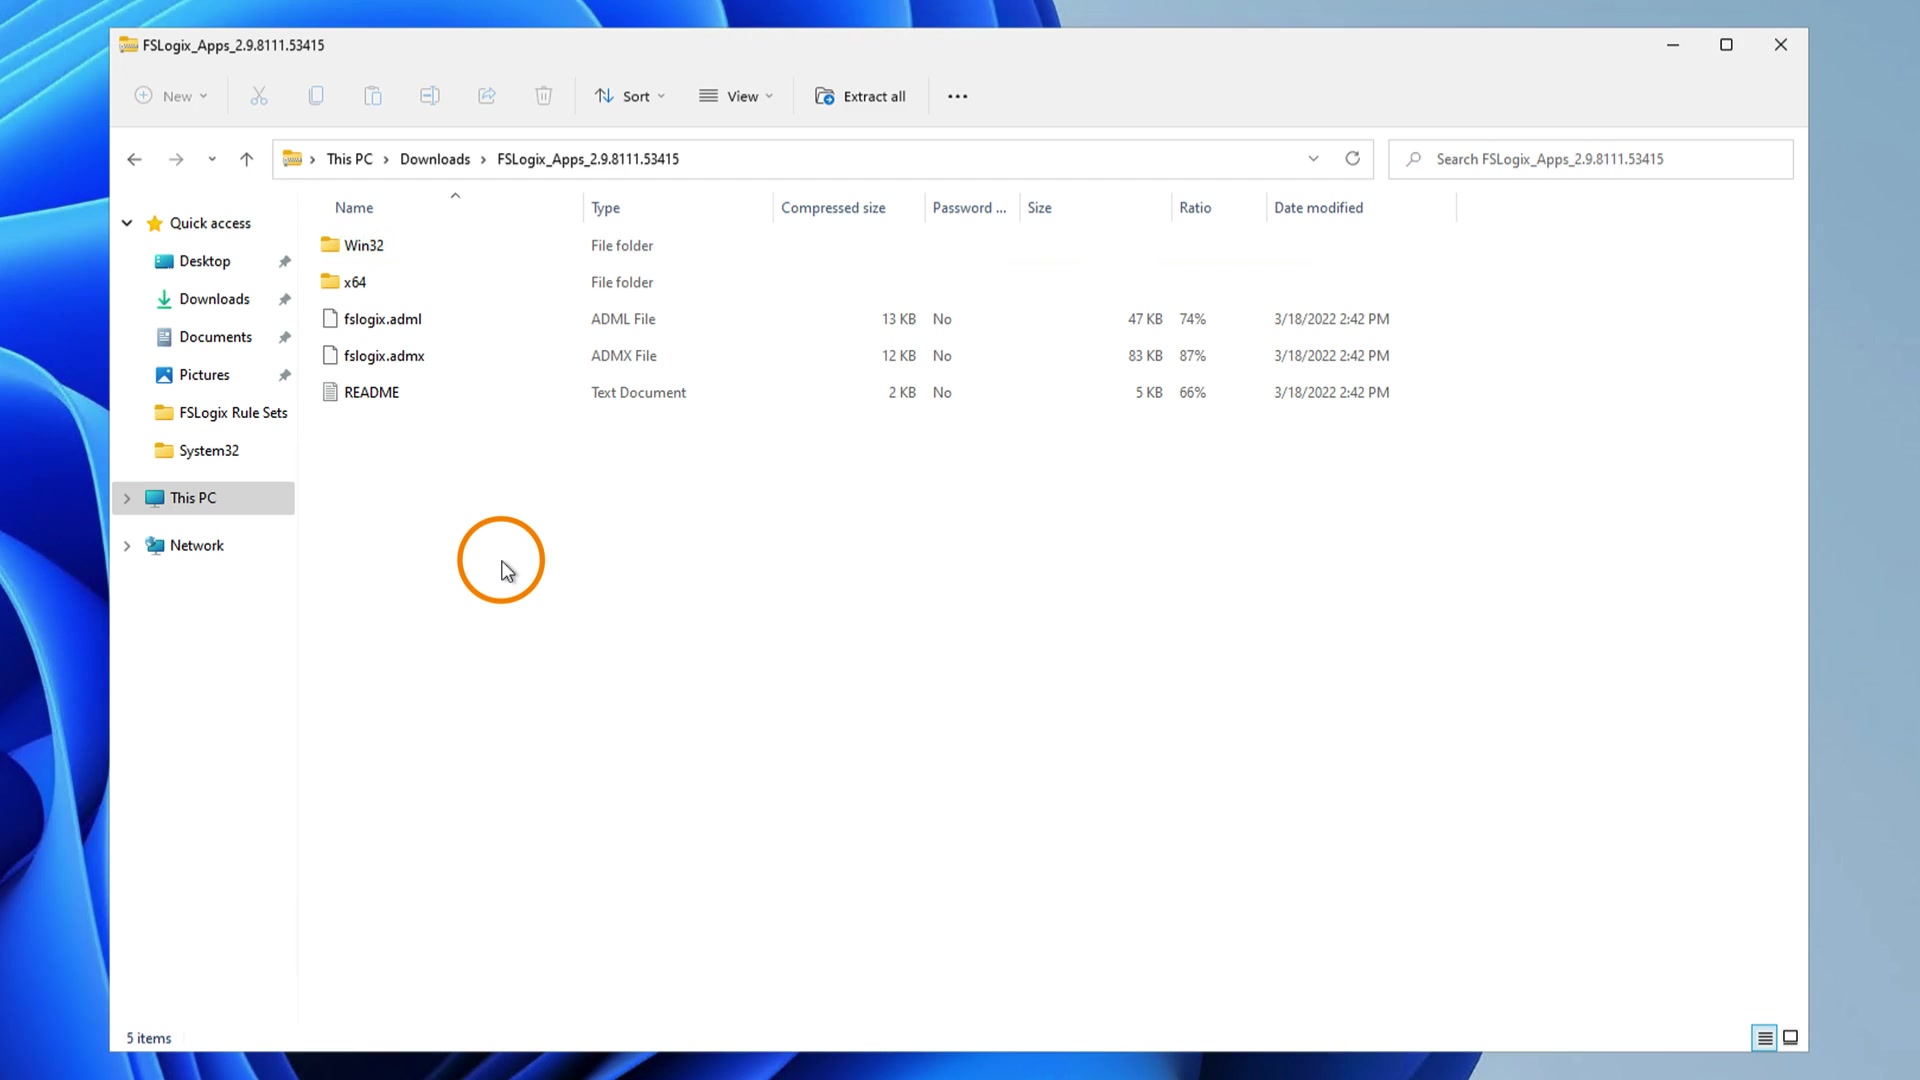 FSLogix_Apps_2.9.8111.53415
New
Sort
View
Extract all
This PC
Downloads
FSLogix_Apps_2.9.8111.53415
Search FSLogix_Apps_2.9.8111.53415
Name Type Compressed size Password ... Size Ratio Date modified
Quick access
Desktop
Downloads
Documents
Pictures
FSLogix Rule Sets
System32
This PC
Network
Win32 File folder
x64 File folder
fslogix.adml ADML File 13 KB No 47 KB 74% 3/18/2022 2:42 PM
fslogix.admx ADMX File 12 KB No 83 KB 87% 3/18/2022 2:42 PM
README Text Document 2 KB No 5 KB 66% 3/18/2022 2:42 PM
5 items